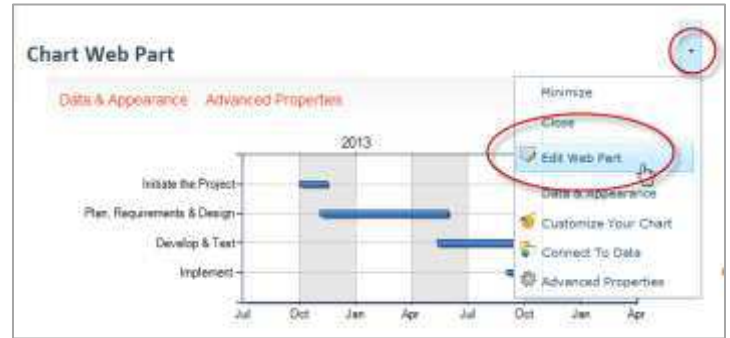 Chart Web Part
Data & Appearance Advanced Properties
Minimize
Close
Edit Web Part
Data & Appearance
Customize Your Chart
Connect To Data
Advanced Properties
2013
Initiate the Project
Plan, Requirements & Design
Develop & Test
Implement
Jul Oct Jan Apr Jul Oct Jan Apr